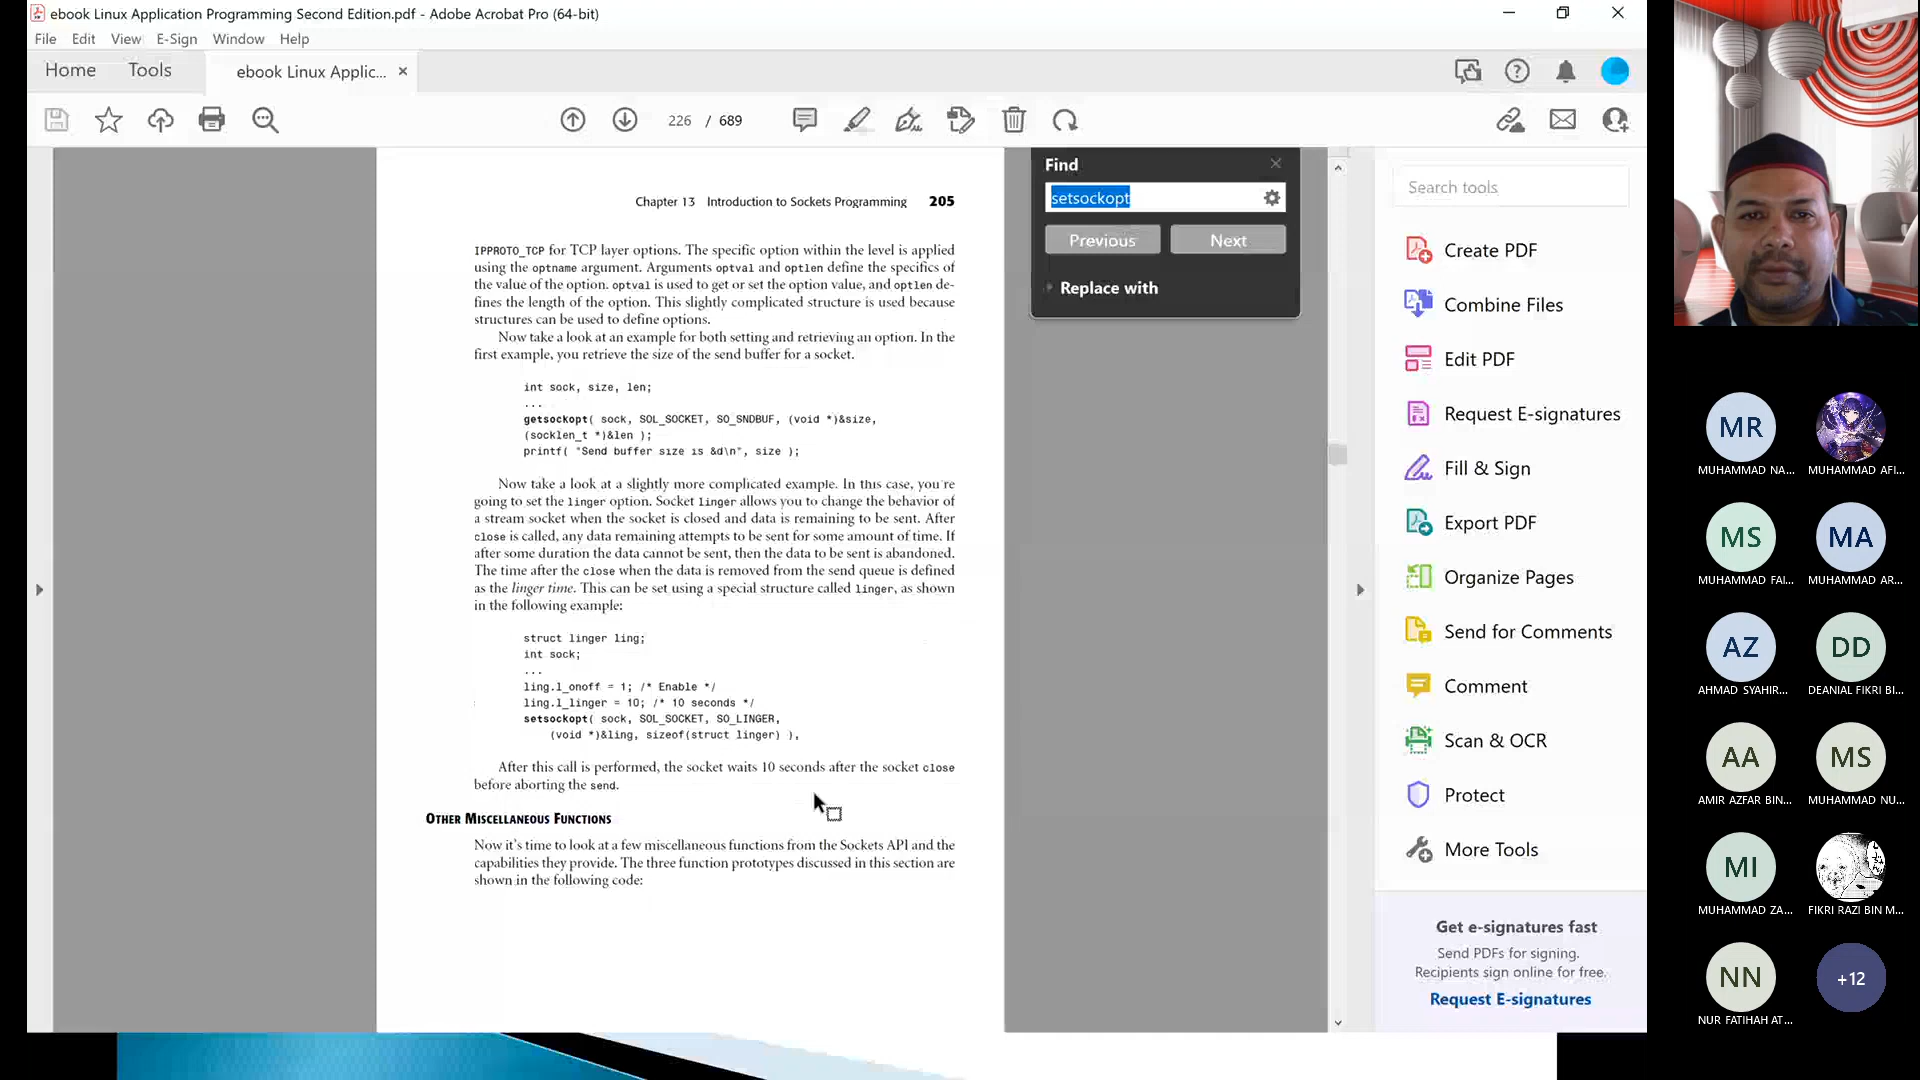 ebook Linux Application Programming Second Edition.pdf - Adobe Acrobat Pro (64-bit)
File Edit View E-Sign Window Help
Home Tools ebook Linux Applic...
226 / 689
Chapter 13 Introduction to Sockets Programming 205
IPPROTO_TCP for TCP layer options. The specific option within the level is applied
using the optname argument. Arguments optval and optlen define the specifics of
the value of the option. optval is used to get or set the option value, and optlen de-
fines the length of the option. This slightly complicated structure is used because
structures can be used to define options.
Now take a look at an example for both setting and retrieving an option. In the
first example, you retrieve the size of the send buffer for a socket.
int sock, size, len;
...
getsockopt( sock, SOL_SOCKET, SO_SNDBUF, (void *)&size,
(socklen_t *)&len );
printf( "Send buffer size is &d\n", size );
Now take a look at a slightly more complicated example. In this case, you're
going to set the linger option. Socket linger allows you to change the behavior of
a stream socket when the socket is closed and data is remaining to be sent. After
close is called, any data remaining attempts to be sent for some amount of time. If
after some duration the data cannot be sent, then the data to be sent is abandoned.
The time after the close when the data is removed from the send queue is defined
as the linger time. This can be set using a special structure called linger, as shown
in the following example:
struct linger ling;
int sock;
...
ling.l_onoff = 1; /* Enable */
ling.l_linger = 10; /* 10 seconds */
setsockopt( sock, SOL_SOCKET, SO_LINGER,
(void *)&ling, sizeof(struct linger) ),
After this call is performed, the socket waits 10 seconds after the socket close
before aborting the send.
OTHER MISCELLANEOUS FUNCTIONS
Now it's time to look at a few miscellaneous functions from the Sockets API and the
capabilities they provide. The three function prototypes discussed in this section are
shown in the following code:
Find
setsockopt
Previous Next
Replace with
Search tools
Create PDF
Combine Files
Edit PDF
Request E-signatures
Fill & Sign
Export PDF
Organize Pages
Send for Comments
Comment
Scan & OCR
Protect
More Tools
Get e-signatures fast
Send PDFs for signing.
Recipients sign online for free.
Request E-signatures
MR
MUHAMMAD NA... MUHAMMAD AFI...
MS MA
MUHAMMAD FAI... MUHAMMAD AR...
AZ DD
AHMAD SYAHIR... DEANIAL FIKRI BI...
AA MS
AMIR AZFAR BIN... MUHAMMAD NU...
MI
MUHAMMAD ZA... FIKRI RAZI BIN M...
NN +12
NUR FATIHAH AT...